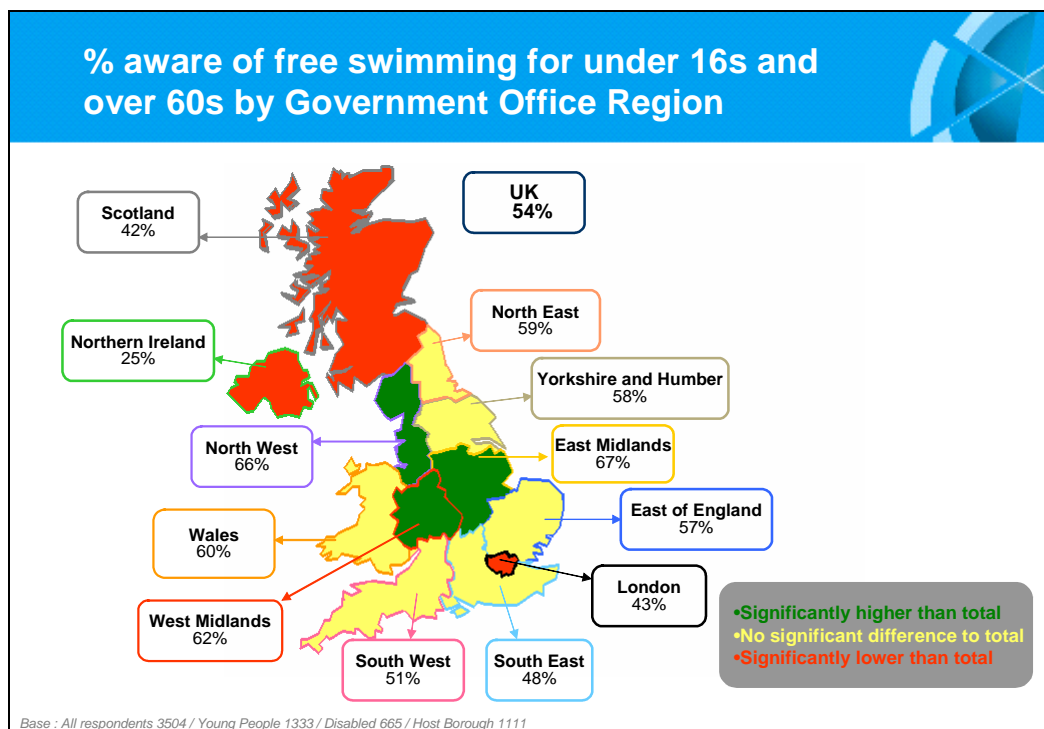 % aware of free swimming for under 16s and
over 60s by Government Office Region
UK
54%
Scotland
42%
North East
59%
Northern Ireland
25%
Yorkshire and Humber
58%
North West
66%
East Midlands
67%
East of England
57%
Wales
60%
London
43%
West Midlands
62%
South West
51%
South East
48%
•Significantly higher than total
•No significant difference to total
•Significantly lower than total
Base : All respondents 3504 / Young People 1333 / Disabled 665 / Host Borough 1111